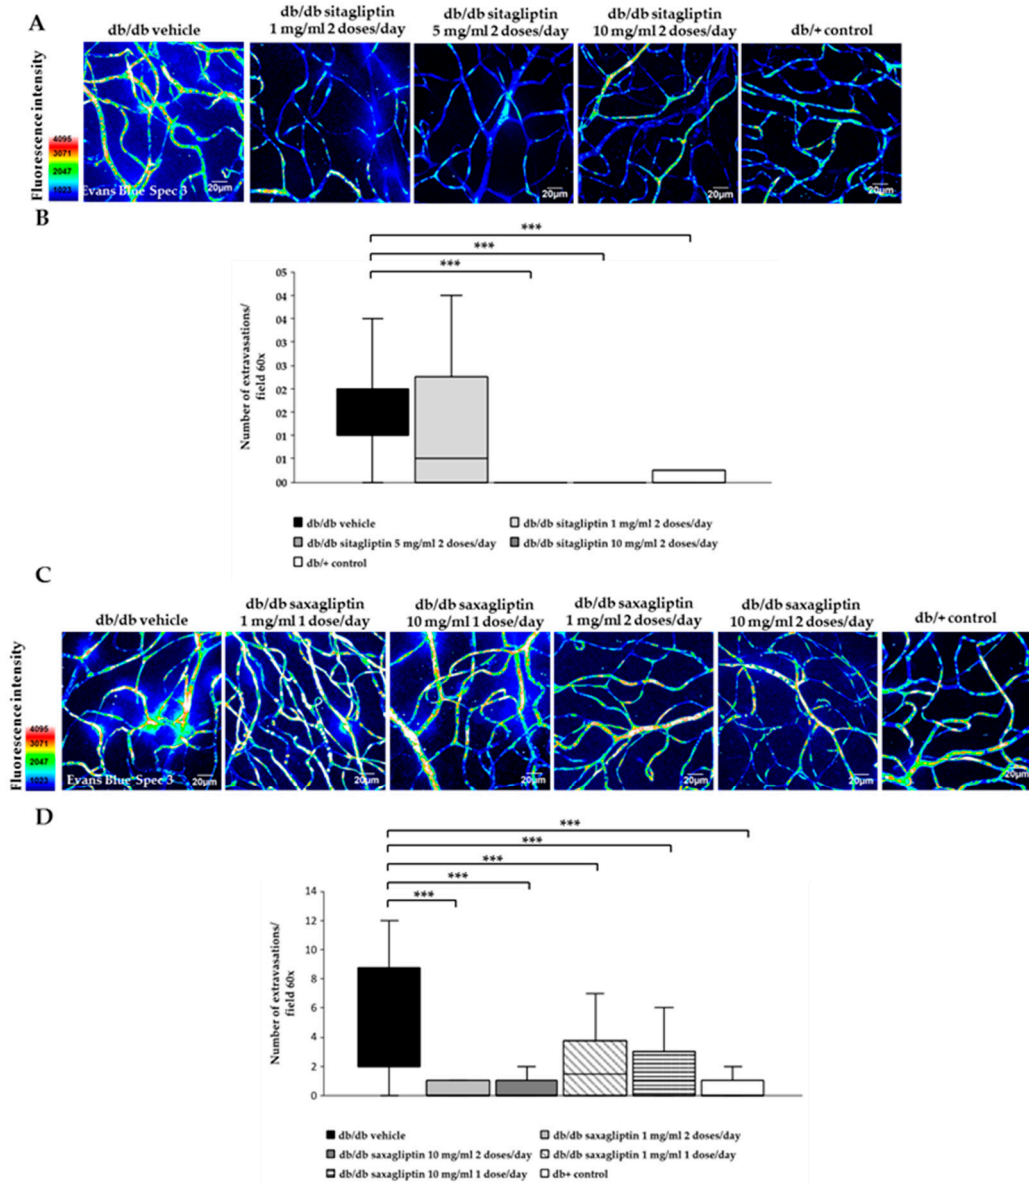 A
db/db vehicle
db/db sitagliptin
1 mg/ml 2 doses/day
db/db sitagliptin
5 mg/ml 2 doses/day
db/db sitagliptin
10 mg/ml 2 doses/day
db/+ control
Fluorescence intensity
4095
3071
2047
1023
Evans Blue Spec 3
20µm
20µm
20µm
20µm
20µm
B
***
***
***
Number of extravasations/
field 60x
05
04
04
03
03
02
02
01
01
00
db/db vehicle
db/db sitagliptin 1 mg/ml 2 doses/day
db/db sitagliptin 5 mg/ml 2 doses/day
db/db sitagliptin 10 mg/ml 2 doses/day
db/+ control
C
db/db vehicle
db/db saxagliptin
1 mg/ml 1 dose/day
db/db saxagliptin
10 mg/ml 1 dose/day
db/db saxagliptin
1 mg/ml 2 doses/day
db/db saxagliptin
10 mg/ml 2 doses/day
db/+ control
Fluorescence intensity
4095
3071
2047
1023
Evans Blue Spec 3
20µm
20µm
20µm
20µm
20µm
20µm
D
***
***
***
***
***
Number of extravasations/
field 60x
14
12
10
8
6
4
2
0
db/db vehicle
db/db saxagliptin 1 mg/ml 2 doses/day
db/db saxagliptin 10 mg/ml 2 doses/day
db/db saxagliptin 1 mg/ml 1 dose/day
db/db saxagliptin 10 mg/ml 1 dose/day
db+ control